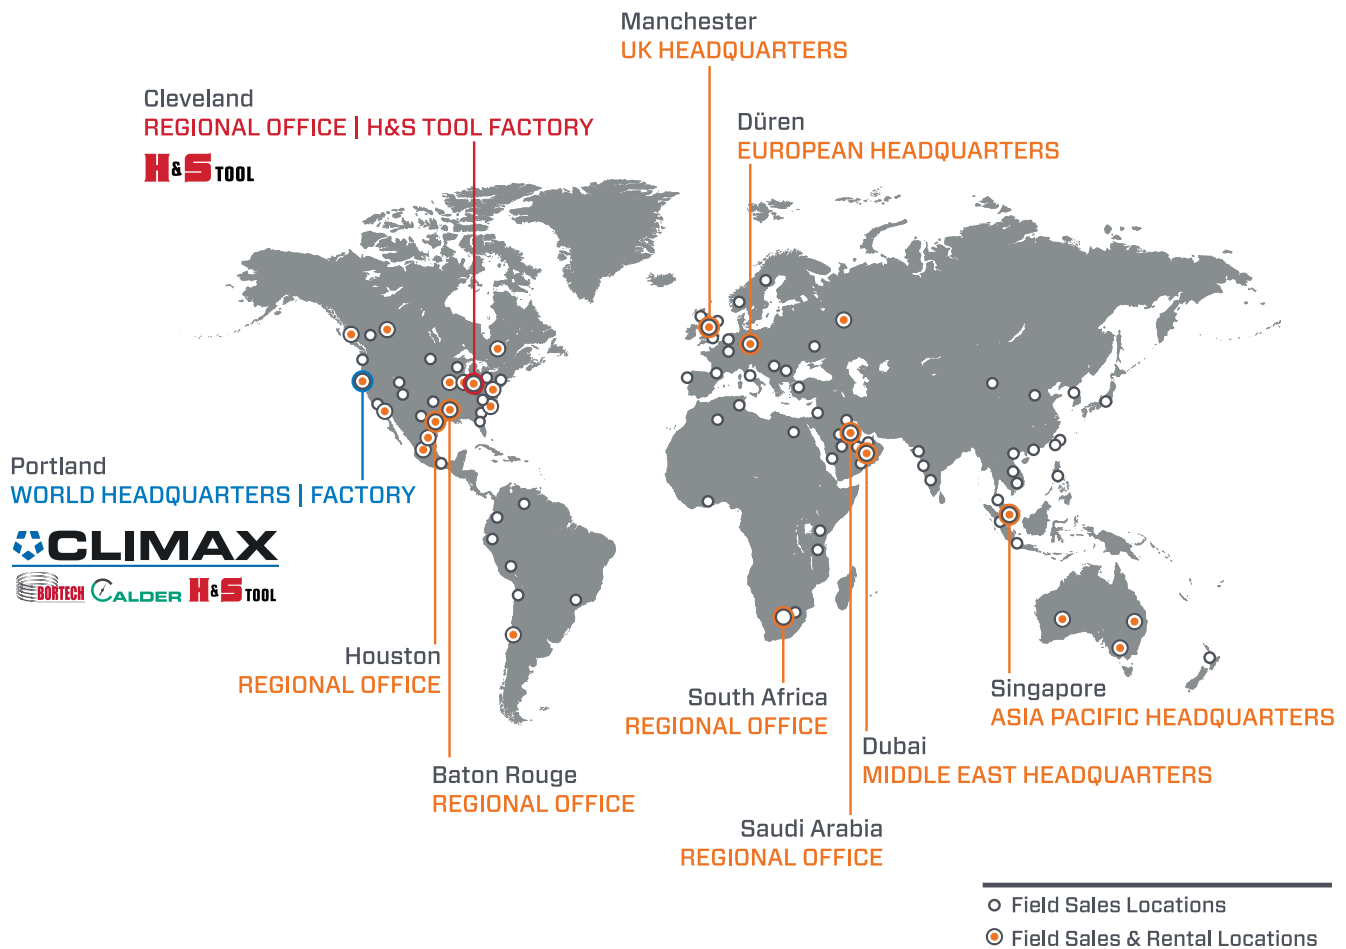 Manchester
UK HEADQUARTERS
Cleveland
REGIONAL OFFICE | H&S TOOL FACTORY
H&S TOOL
Düren
EUROPEAN HEADQUARTERS
Portland
WORLD HEADQUARTERS | FACTORY
CLIMAX
BORTECH CALDER H&S TOOL
Houston
REGIONAL OFFICE
Baton Rouge
REGIONAL OFFICE
South Africa
REGIONAL OFFICE
Singapore
ASIA PACIFIC HEADQUARTERS
Dubai
MIDDLE EAST HEADQUARTERS
Saudi Arabia
REGIONAL OFFICE
Field Sales Locations
Field Sales & Rental Locations